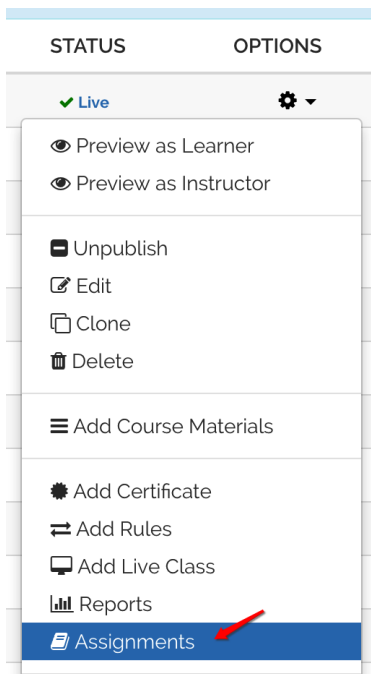 STATUS OPTIONS
Live
Preview as Learner
Preview as Instructor
Unpublish
Edit
Clone
Delete
Add Course Materials
Add Certificate
Add Rules
Add Live Class
Reports
Assignments